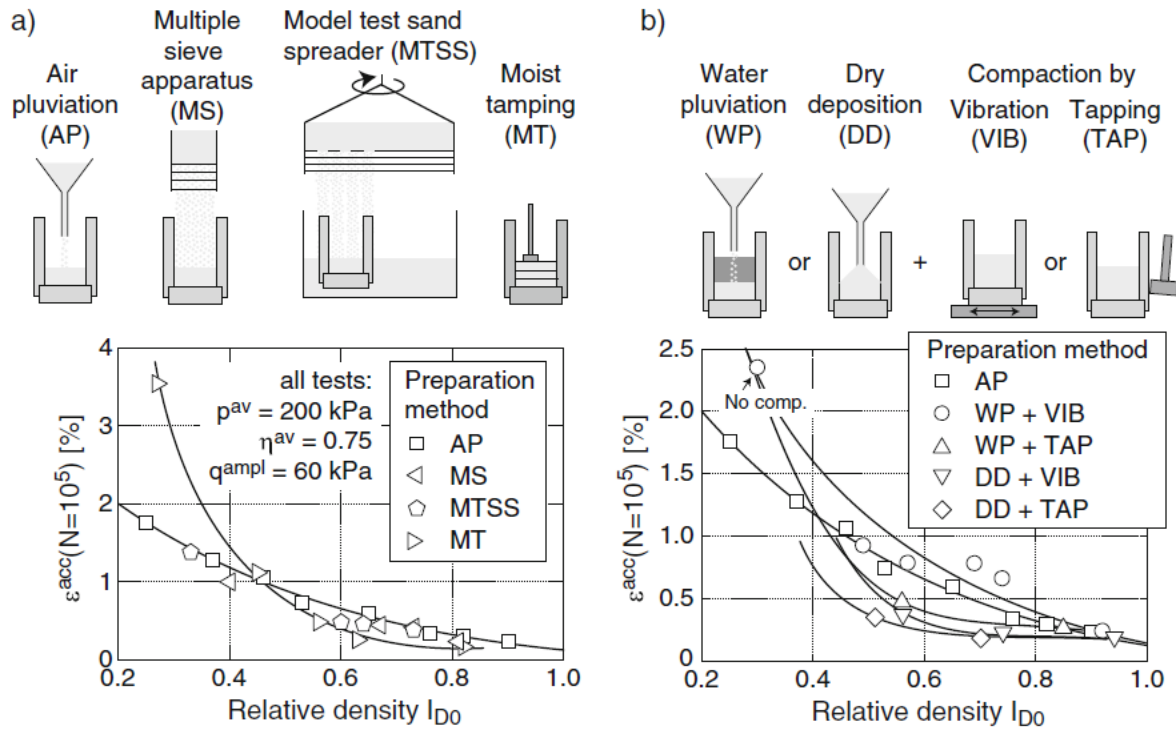 a)
Air
pluviation
(AP)
Multiple
sieve
apparatus
(MS)
Model test sand
spreader (MTSS)
Moist
tamping
(MT)
4
3
2
1
0
0.2 0.4 0.6 0.8 1.0
ε^acc(N=10^5) [%]
Relative density I_D0
all tests:
p^av = 200 kPa
η^av = 0.75
q^ampl = 60 kPa
Preparation
method
AP
MS
MTSS
MT
b)
Water
pluviation
(WP)
Dry
deposition
(DD)
Compaction by
Vibration
(VIB)
Tapping
(TAP)
or
+
or
2.5
2.0
1.5
1.0
0.5
0
0.2 0.4 0.6 0.8 1.0
ε^acc(N=10^5) [%]
Relative density I_D0
No comp.
Preparation method
AP
WP + VIB
WP + TAP
DD + VIB
DD + TAP